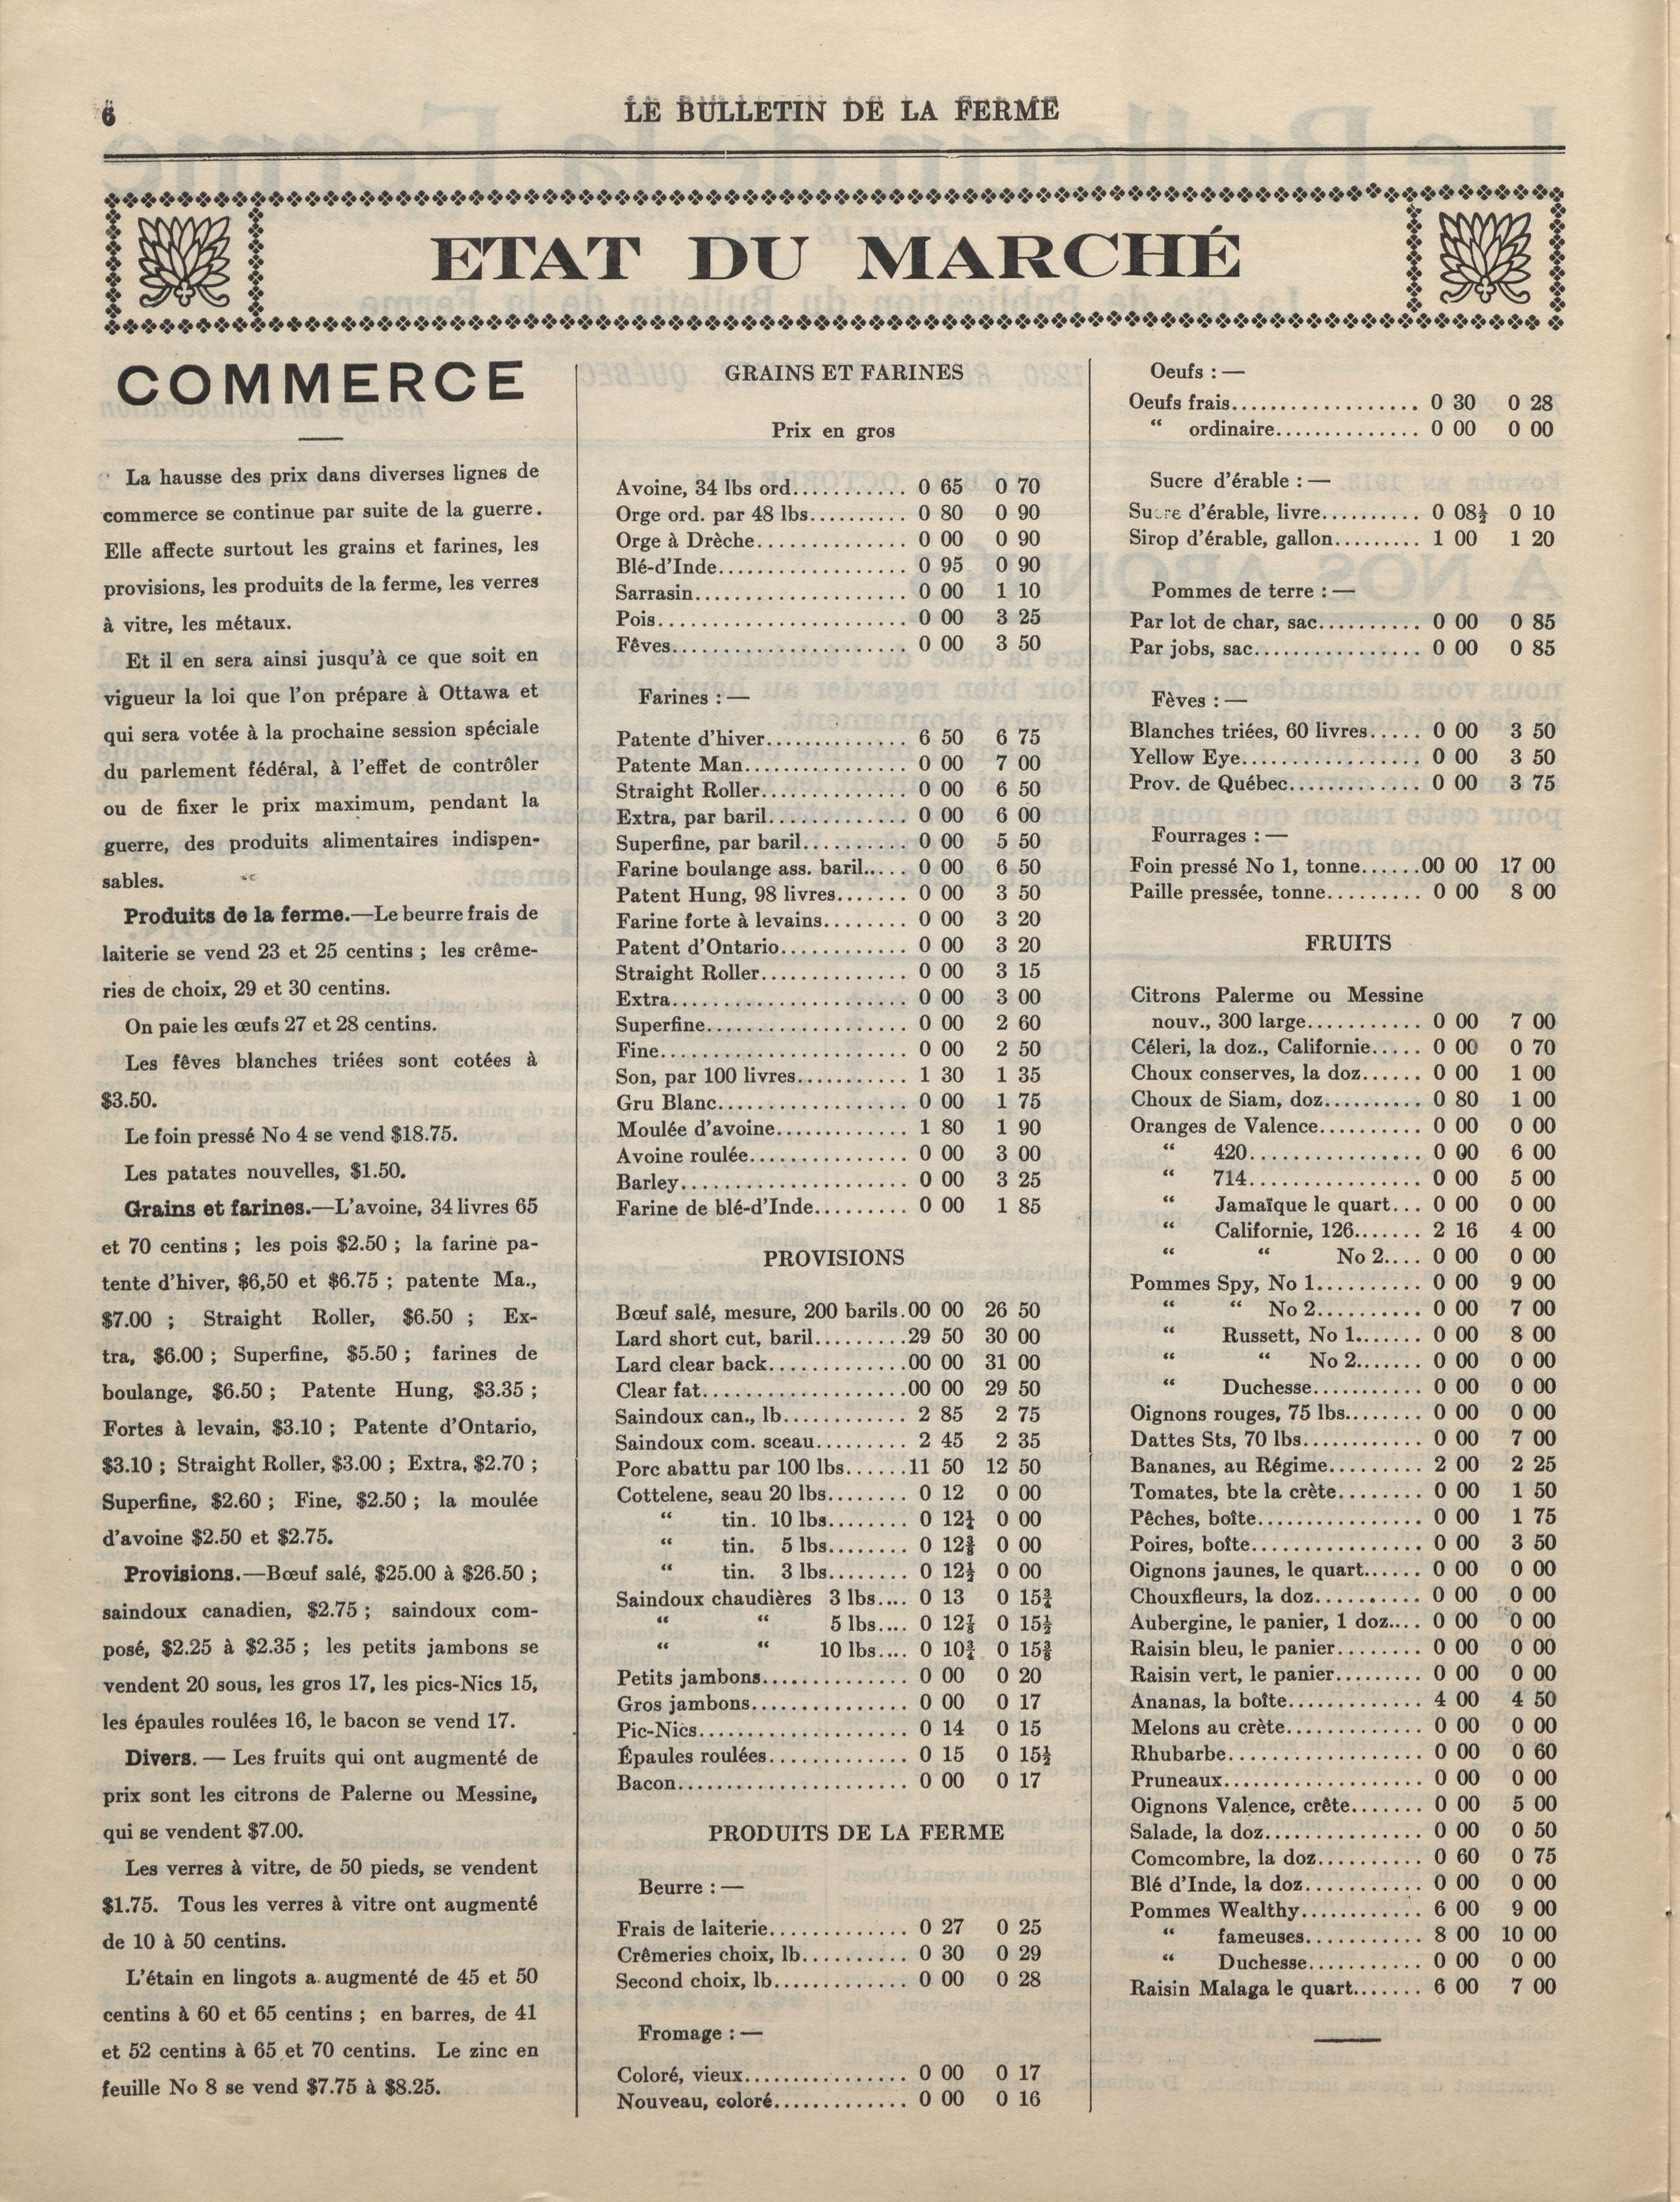 6
LE BULLETIN DE LA FERME
ETAT DU MARCHÉ
COMMERCE
La hausse des prix dans diverses lignes de
commerce se continue par suite de la guerre.
Elle affecte surtout les grains et farines, les
provisions, les produits de la ferme, les verres
à vitre, les métaux.
Et il en sera ainsi jusqu'à ce que soit en
vigueur la loi que l'on prépare à Ottawa et
qui sera votée à la prochaine session spéciale
du parlement fédéral, à l'effet de contrôler
ou de fixer le prix maximum, pendant la
guerre, des produits alimentaires indispen-
sables.
Produits de la ferme.—Le beurre frais de
laiterie se vend 23 et 25 centins ; les crême-
ries de choix, 29 et 30 centins.
On paie les œufs 27 et 28 centins.
Les fêves blanches triées sont cotées à
$3.50.
Le foin pressé No 4 se vend $18.75.
Les patates nouvelles, $1.50.
Grains et farines.—L'avoine, 34 livres 65
et 70 centins ; les pois $2.50 ; la farine pa-
tente d'hiver, $6,50 et $6.75 ; patente Ma.,
$7.00 ; Straight Roller, $6.50 ; Ex-
tra, $6.00 ; Superfine, $5.50 ; farines de
boulange, $6.50 ; Patente Hung, $3.35 ;
Fortes à levain, $3.10 ; Patente d'Ontario,
$3.10 ; Straight Roller, $3.00 ; Extra, $2.70 ;
Superfine, $2.60 ; Fine, $2.50 ; la moulée
d'avoine $2.50 et $2.75.
Provisions.—Bœuf salé, $25.00 à $26.50 ;
saindoux canadien, $2.75 ; saindoux com-
posé, $2.25 à $2.35 ; les petits jambons se
vendent 20 sous, les gros 17, les pics-Nics 15,
les épaules roulées 16, le bacon se vend 17.
Divers. — Les fruits qui ont augmenté de
prix sont les citrons de Palerne ou Messine,
qui se vendent $7.00.
Les verres à vitre, de 50 pieds, se vendent
$1.75. Tous les verres à vitre ont augmenté
de 10 à 50 centins.
L'étain en lingots a augmenté de 45 et 50
centins à 60 et 65 centins ; en barres, de 41
et 52 centins à 65 et 70 centins. Le zinc en
feuille No 8 se vend $7.75 à $8.25.
GRAINS ET FARINES
Prix en gros
Avoine, 34 lbs ord........... 0 65 0 70
Orge ord. par 48 lbs.......... 0 80 0 90
Orge à Drèche............... 0 00 0 90
Blé-d'Inde.................. 0 95 0 90
Sarrasin.................... 0 00 1 10
Pois....................... 0 00 3 25
Fêves...................... 0 00 3 50
Farines : —
Patente d'hiver.............. 6 50 6 75
Patente Man................ 0 00 7 00
Straight Roller.............. 0 00 6 50
Extra, par baril............. 0 00 6 00
Superfine, par baril.......... 0 00 5 50
Farine boulange ass. baril..... 0 00 6 50
Patent Hung, 98 livres....... 0 00 3 50
Farine forte à levains........ 0 00 3 20
Patent d'Ontario............ 0 00 3 20
Straight Roller.............. 0 00 3 15
Extra...................... 0 00 3 00
Superfine................... 0 00 2 60
Fine....................... 0 00 2 50
Son, par 100 livres........... 1 30 1 35
Gru Blanc.................. 0 00 1 75
Moulée d'avoine............. 1 80 1 90
Avoine roulée............... 0 00 3 00
Barley..................... 0 00 3 25
Farine de blé-d'Inde......... 0 00 1 85
PROVISIONS
Bœuf salé, mesure, 200 barils.00 00 26 50
Lard short cut, baril.........29 50 30 00
Lard clear back.............00 00 31 00
Clear fat...................00 00 29 50
Saindoux can., lb............ 2 85 2 75
Saindoux com. sceau......... 2 45 2 35
Porc abattu par 100 lbs......11 50 12 50
Cottelene, seau 20 lbs........ 0 12 0 00
“ tin. 10 lbs........ 0 12¼ 0 00
“ tin. 5 lbs........ 0 12⅜ 0 00
“ tin. 3 lbs........ 0 12½ 0 00
Saindoux chaudières 3 lbs.... 0 13 0 15¾
“ “ 5 lbs.... 0 12⅞ 0 15½
“ “ 10 lbs.... 0 10¾ 0 15⅜
Petits jambons.............. 0 00 0 20
Gros jambons............... 0 00 0 17
Pic-Nics.................... 0 14 0 15
Épaules roulées............. 0 15 0 15½
Bacon...................... 0 00 0 17
PRODUITS DE LA FERME
Beurre : —
Frais de laiterie............. 0 27 0 25
Crêmeries choix, lb.......... 0 30 0 29
Second choix, lb............. 0 00 0 28
Fromage : —
Coloré, vieux................ 0 00 0 17
Nouveau, coloré............. 0 00 0 16
Oeufs : —
Oeufs frais................... 0 30 0 28
“ ordinaire............... 0 00 0 00
Sucre d'érable : —
Sucre d'érable, livre.......... 0 08½ 0 10
Sirop d'érable, gallon......... 1 00 1 20
Pommes de terre : —
Par lot de char, sac.......... 0 00 0 85
Par jobs, sac................ 0 00 0 85
Fèves : —
Blanches triées, 60 livres..... 0 00 3 50
Yellow Eye................. 0 00 3 50
Prov. de Québec............. 0 00 3 75
Fourrages : —
Foin pressé No 1, tonne......00 00 17 00
Paille pressée, tonne......... 0 00 8 00
FRUITS
Citrons Palerme ou Messine
nouv., 300 large........... 0 00 7 00
Céleri, la doz., Californie..... 0 00 0 70
Choux conserves, la doz...... 0 00 1 00
Choux de Siam, doz.......... 0 80 1 00
Oranges de Valence.......... 0 00 0 00
“ 420................ 0 00 6 00
“ 714................ 0 00 5 00
“ Jamaïque le quart... 0 00 0 00
“ Californie, 126....... 2 16 4 00
“ “ No 2.... 0 00 0 00
Pommes Spy, No 1.......... 0 00 9 00
“ “ No 2.......... 0 00 7 00
“ Russett, No 1....... 0 00 8 00
“ “ No 2....... 0 00 0 00
“ Duchesse........... 0 00 0 00
Oignons rouges, 75 lbs........ 0 00 0 00
Dattes Sts, 70 lbs............ 0 00 7 00
Bananes, au Régime......... 2 00 2 25
Tomates, bte la crète........ 0 00 1 50
Pêches, boîte................ 0 00 1 75
Poires, boîte................ 0 00 3 50
Oignons jaunes, le quart...... 0 00 0 00
Chouxfleurs, la doz.......... 0 00 0 00
Aubergine, le panier, 1 doz.... 0 00 0 00
Raisin bleu, le panier........ 0 00 0 00
Raisin vert, le panier......... 0 00 0 00
Ananas, la boîte............. 4 00 4 50
Melons au crète............. 0 00 0 00
Rhubarbe................... 0 00 0 60
Pruneaux................... 0 00 0 00
Oignons Valence, crête....... 0 00 5 00
Salade, la doz............... 0 00 0 50
Comcombre, la doz.......... 0 60 0 75
Blé d'Inde, la doz............ 0 00 0 00
Pommes Wealthy............ 6 00 9 00
“ fameuses........... 8 00 10 00
“ Duchesse........... 0 00 0 00
Raisin Malaga le quart....... 6 00 7 00